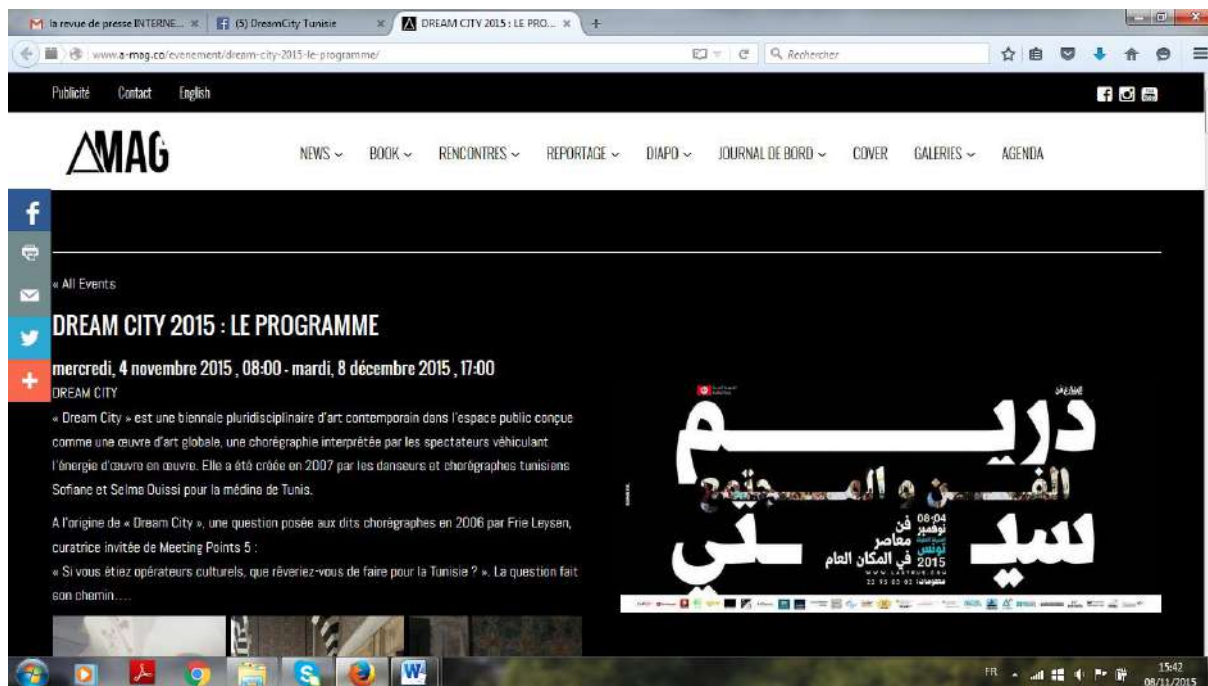 la revue de presse INTERNE...
(5) DreamCity Tunisie
DREAM CITY 2015 : LE PRO...
www.a-mag.co/evenement/dream-city-2015-le-programme/
Rechercher
Publicité Contact English
AMAG
NEWS BOOK RENCONTRES REPORTAGE DIAPO JOURNAL DE BORD COVER GALERIES AGENDA
« All Events
DREAM CITY 2015 : LE PROGRAMME
mercredi, 4 novembre 2015 , 08:00 - mardi, 8 décembre 2015 , 17:00
DREAM CITY
« Dream City » est une biennale pluridisciplinaire d'art contemporain dans l'espace public conçue
comme une œuvre d'art globale, une chorégraphie interprétée par les spectateurs véhiculant
l'énergie d'œuvre en œuvre. Elle a été créée en 2007 par les danseurs et chorégraphes tunisiens
Sofiane et Selma Ouissi pour la médina de Tunis.
A l'origine de « Dream City », une question posée aux dits chorégraphes en 2006 par Frie Leysen,
curatrice invitée de Meeting Points 5 :
« Si vous étiez opérateurs culturels, que rêveriez-vous de faire pour la Tunisie ? ». La question fait
son chemin….
دريم
الفن و المجتمع
سيتي
08:04
نوفمبر
تونس
2015
فن
معاصر
في المكان العام
FR
15:42
08/11/2015